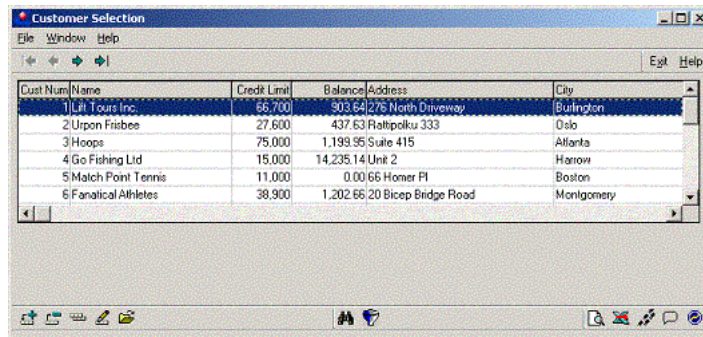 Customer Selection
File Window Help
Exit Help
Cust Num Name Credit Limit Balance Address City
1 Lift Tours Inc. 66,700 903.64 276 North Driveway Burlington
2 Urpon Frisbee 27,600 437.63 Rattipolku 333 Oslo
3 Hoops 75,000 1,199.95 Suite 415 Atlanta
4 Go Fishing Ltd 15,000 14,235.14 Unit 2 Harrow
5 Match Point Tennis 11,000 0.00 66 Homer Pl Boston
6 Fanatical Athletes 38,900 1,202.66 20 Bicep Bridge Road Montgomery